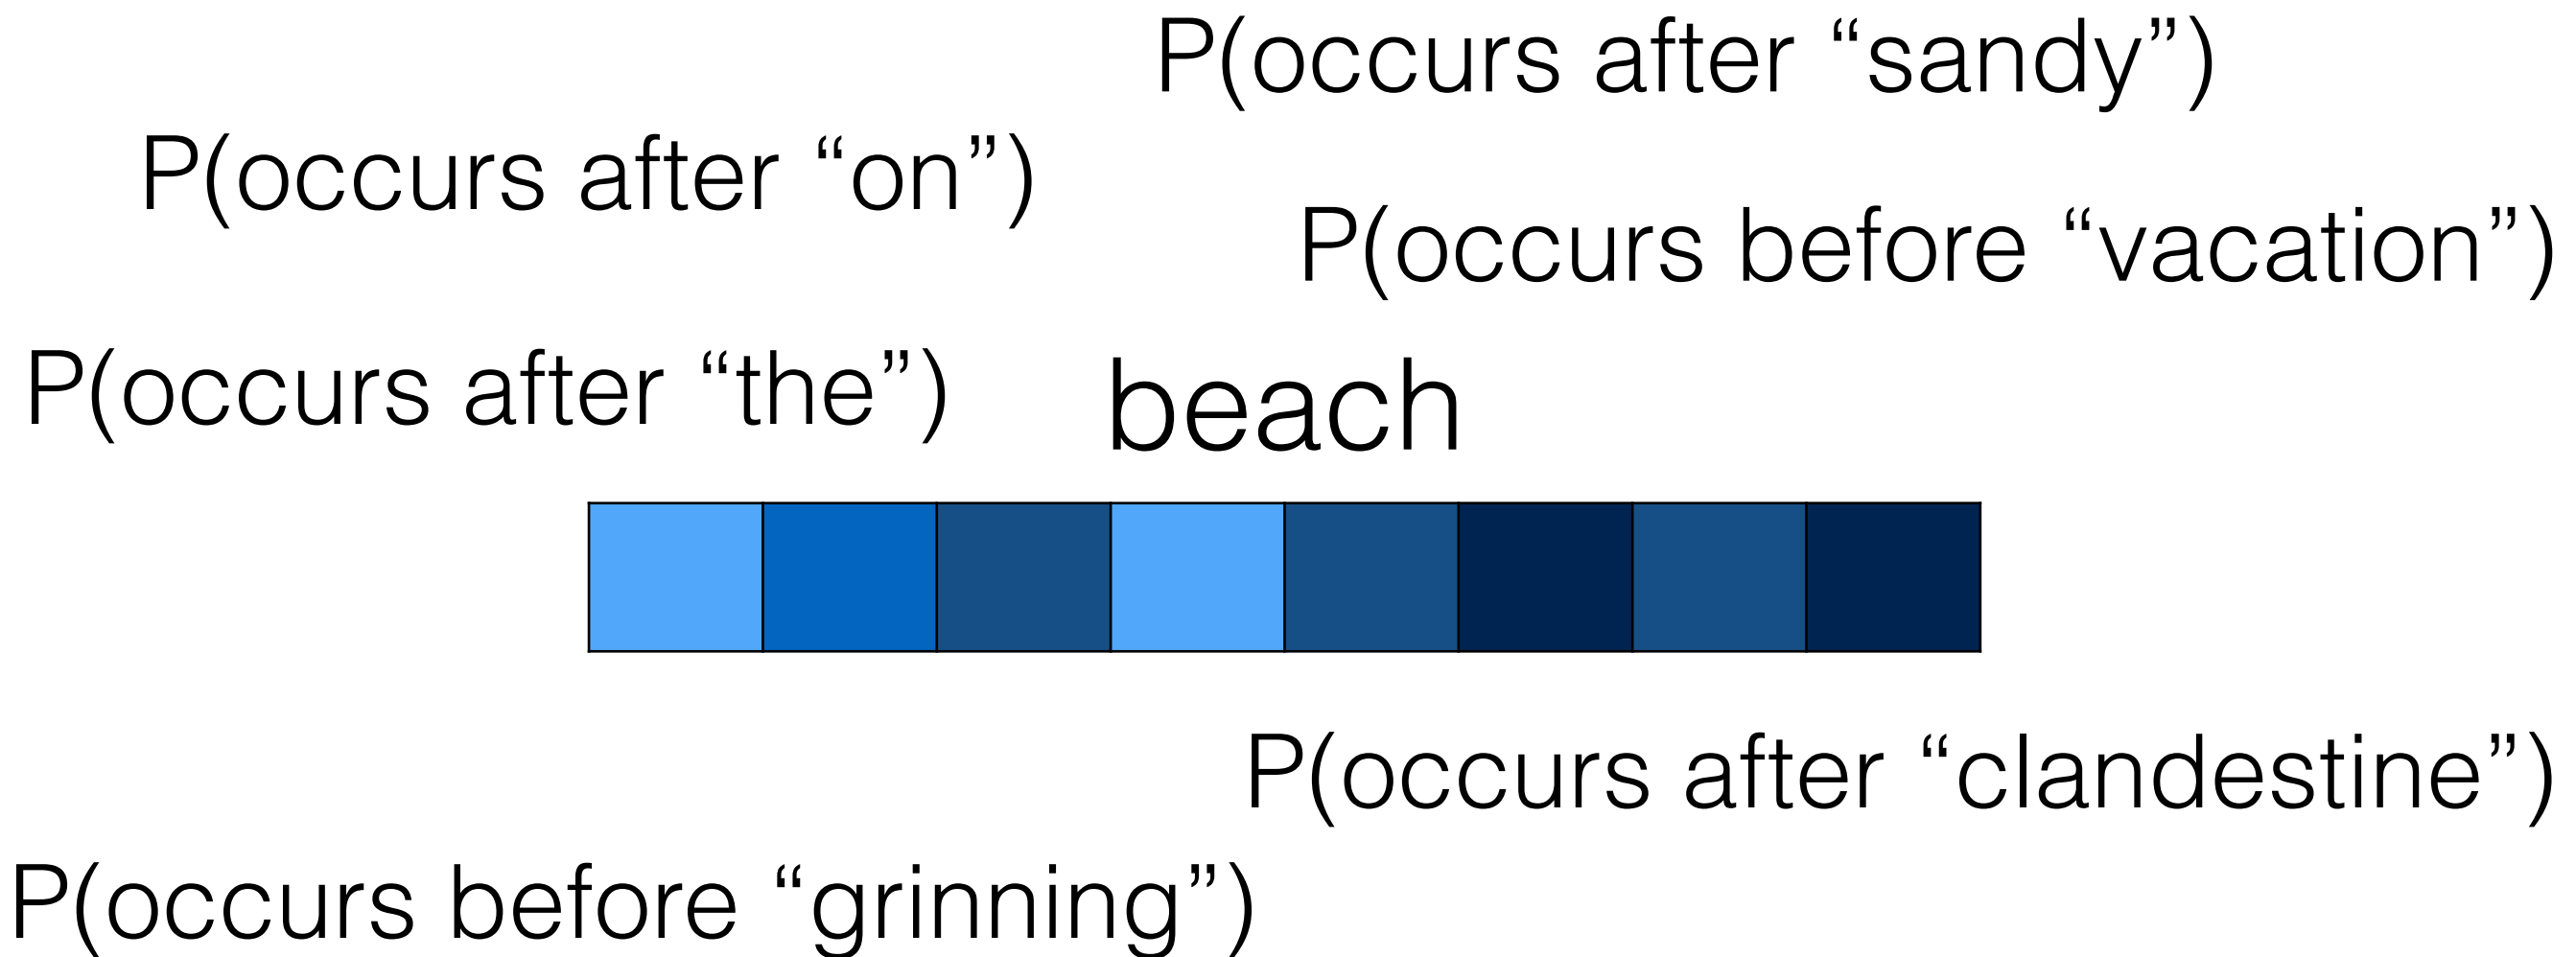 P(occurs after “sandy”)
P(occurs after “on”)
P(occurs before “vacation”)
P(occurs after “the”)
beach
P(occurs after “clandestine”)
P(occurs before “grinning”)